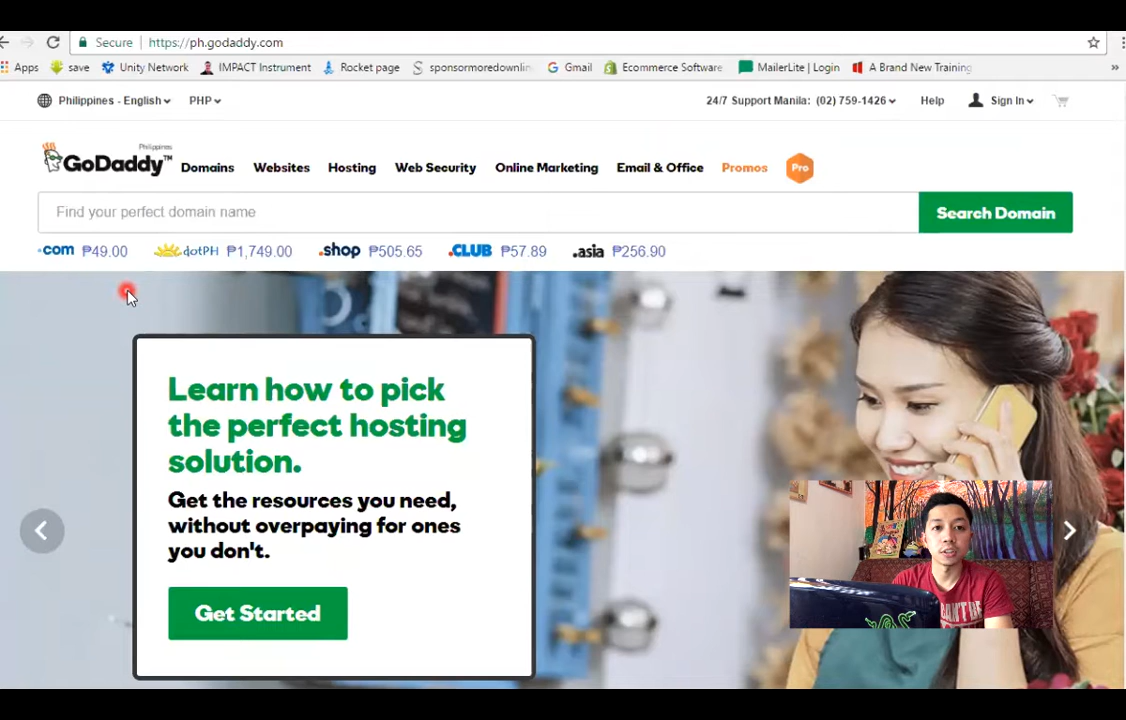 Secure https://ph.godaddy.com
Apps save Unity Network IMPACT Instrument Rocket page sponsormoredownlin Gmail Ecommerce Software MailerLite | Login A Brand New Training »
Philippines - English PHP 24/7 Support Manila: (02) 759-1426 Help Sign In
Philippines
GoDaddy™ Domains Websites Hosting Web Security Online Marketing Email & Office Promos Pro
Find your perfect domain name Search Domain
.com ₱49.00 dotPH ₱1,749.00 .shop ₱505.65 .CLUB ₱57.89 .asia ₱256.90
Learn how to pick
the perfect hosting
solution.
Get the resources you need,
without overpaying for ones
you don't.
Get Started